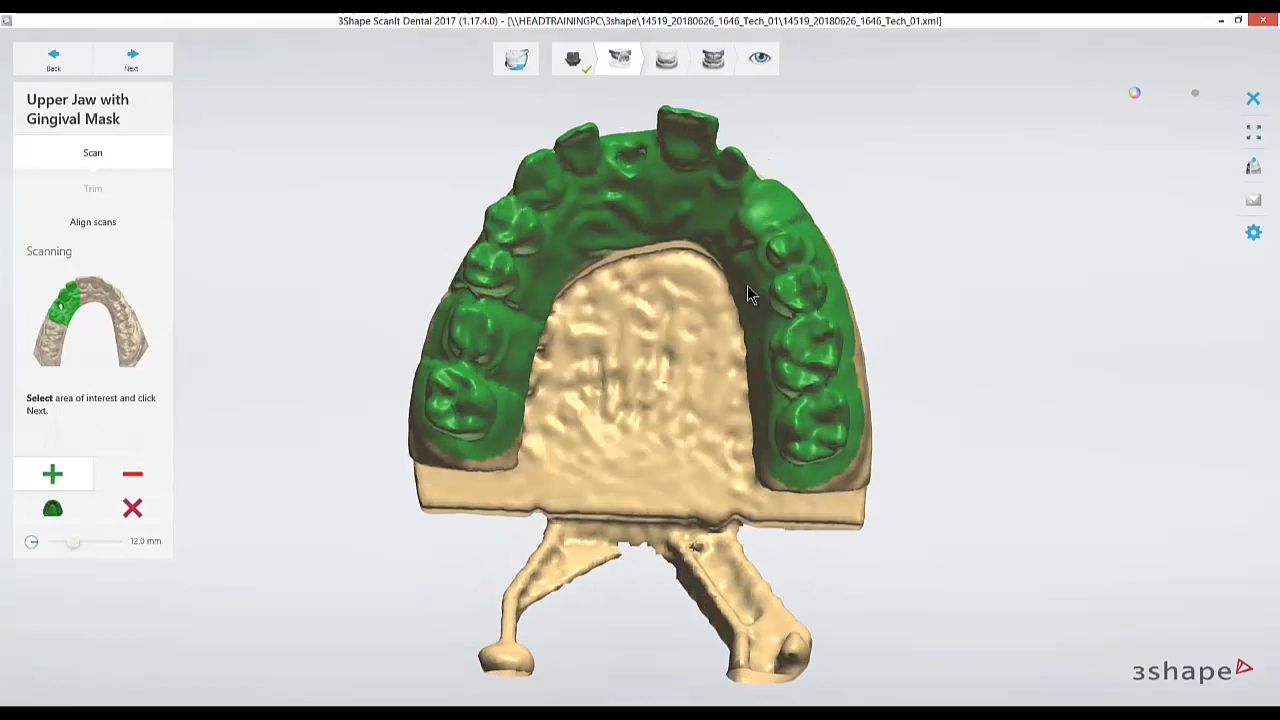 3Shape ScanIt Dental 2017 (1.17.4.0) - [\\HEADTRAININGPC\3shape\14519_20180626_1646_Tech_01\14519_20180626_1646_Tech_01.xml]
Back
Next
Upper Jaw with
Gingival Mask
Scan
Trim
Align scans
Scanning
Select area of interest and click
Next.
12.0 mm
3shape